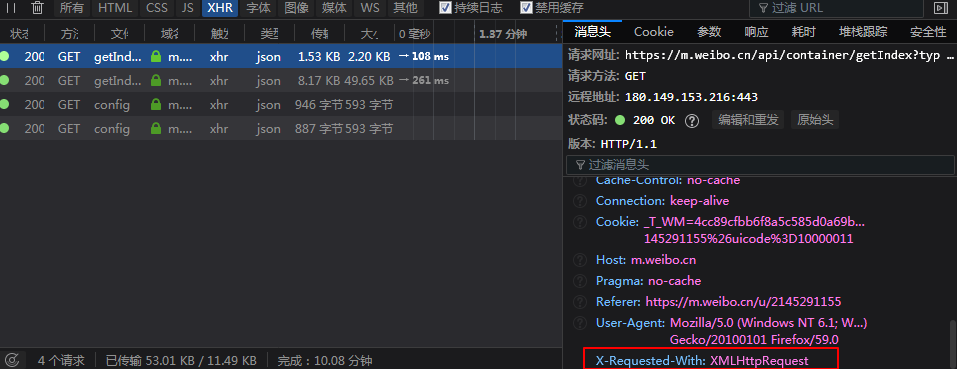 所有 HTML CSS JS XHR 字体 图像 媒体 WS 其他 持续日志 禁用缓存 过滤 URL
状态 方法 文件 域名 触发 类型 传输 大小 0 毫秒 1.37 分钟
200 GET getInd... m.... xhr json 1.53 KB 2.20 KB → 108 ms
200 GET getInd... m.... xhr json 8.17 KB 49.65 KB → 261 ms
200 GET config m.... xhr json 946 字节 593 字节
200 GET config m.... xhr json 887 字节 593 字节
4 个请求 已传输 53.01 KB / 11.49 KB 完成：10.08 分钟
消息头 Cookie 参数 响应 耗时 堆栈跟踪 安全性
请求网址: https://m.weibo.cn/api/container/getIndex?typ …
请求方法: GET
远程地址: 180.149.153.216:443
状态码: 200 OK 编辑和重发 原始头
版本: HTTP/1.1
过滤消息头
Cache-Control: no-cache
Connection: keep-alive
Cookie: _T_WM=4cc89cfbb6f8a5c585d0a69b...
145291155%26uicode%3D10000011
Host: m.weibo.cn
Pragma: no-cache
Referer: https://m.weibo.cn/u/2145291155
User-Agent: Mozilla/5.0 (Windows NT 6.1; W...)
Gecko/20100101 Firefox/59.0
X-Requested-With: XMLHttpRequest